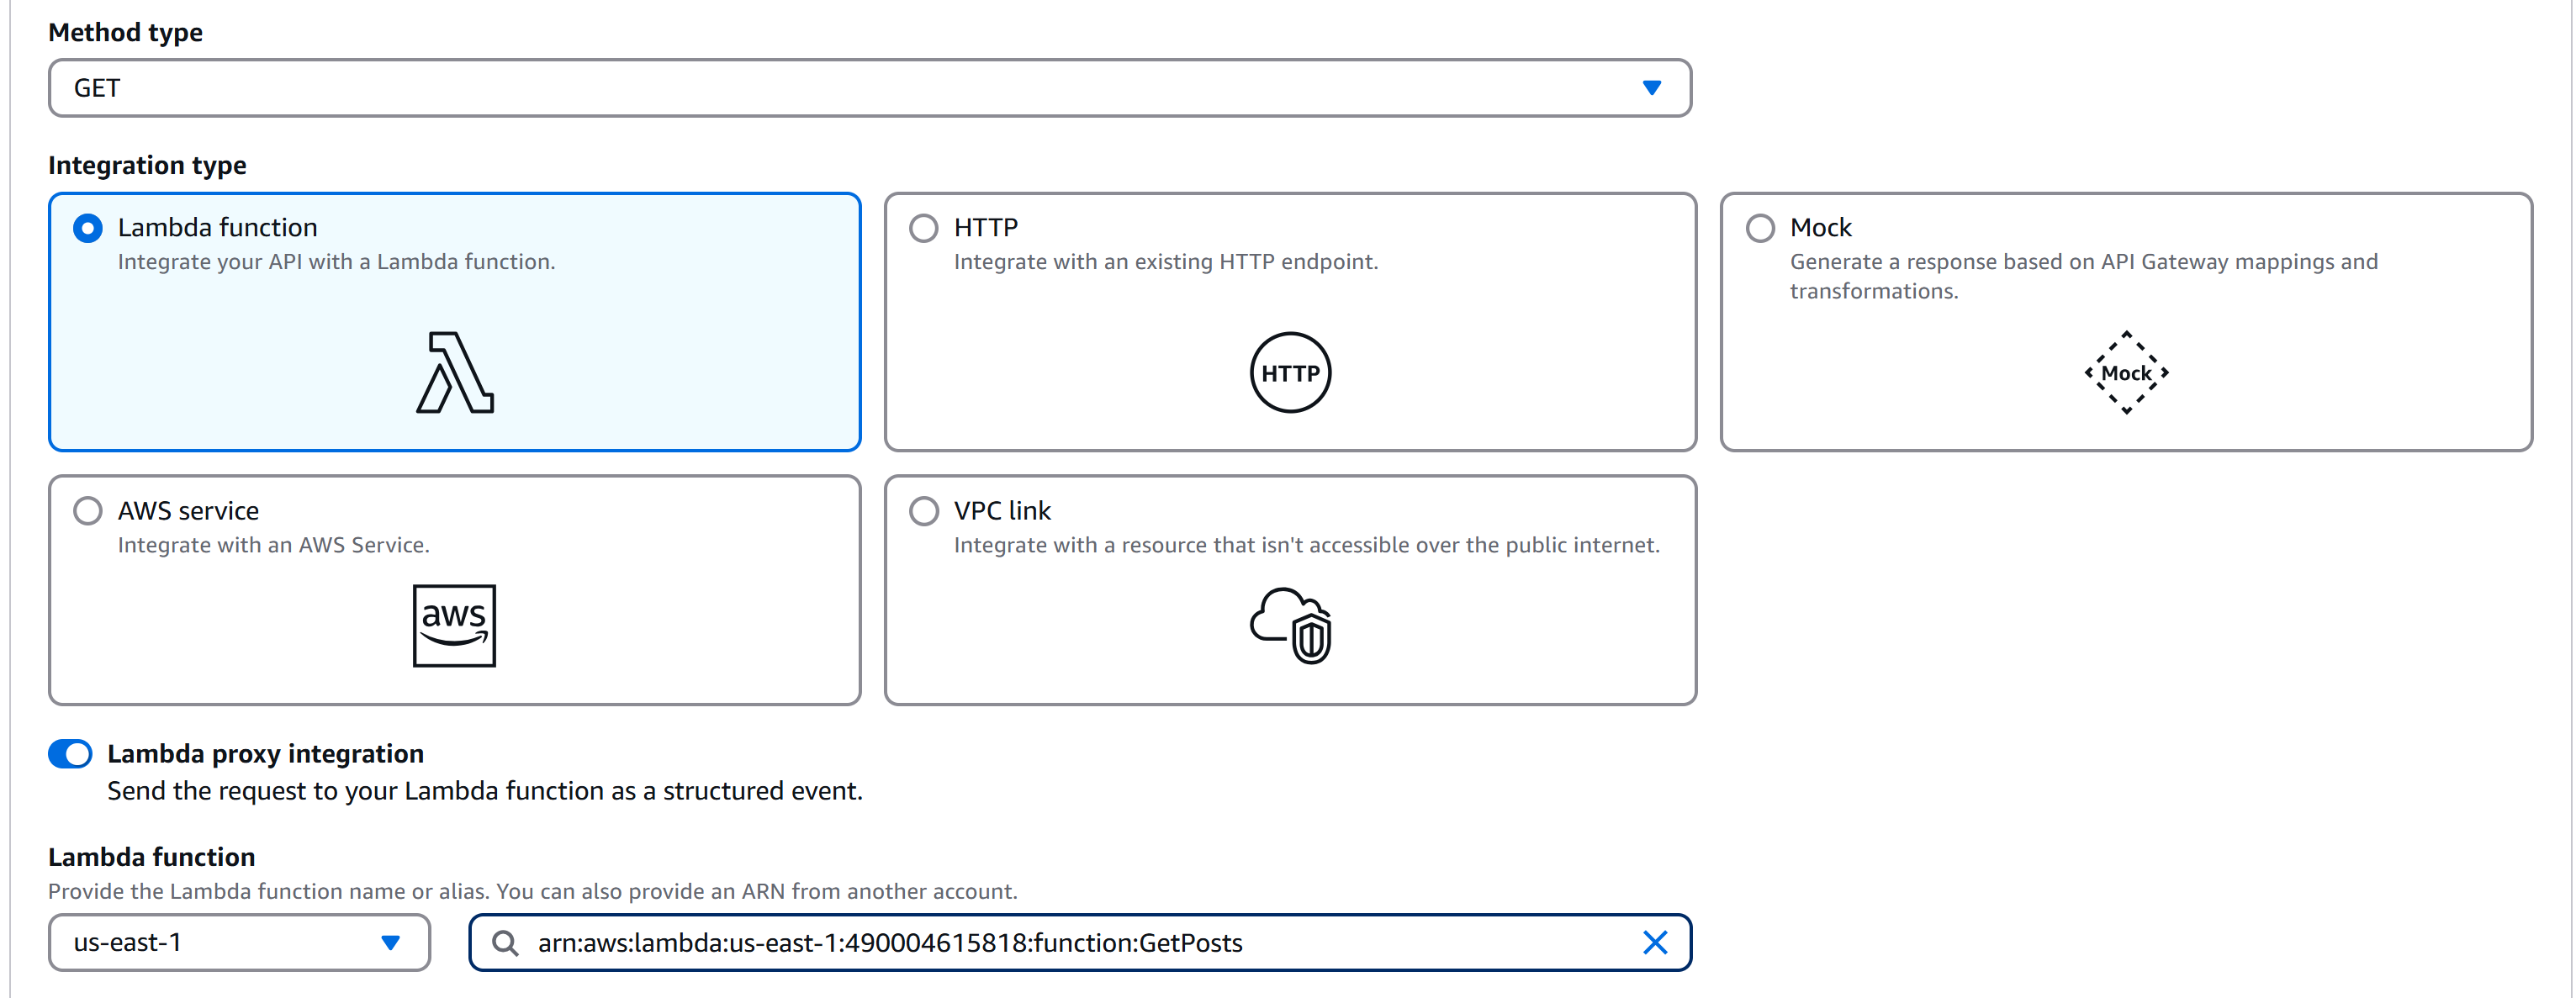 Method type
GET
Integration type
Lambda function
Integrate your API with a Lambda function.
HTTP
Integrate with an existing HTTP endpoint.
HTTP
Mock
Generate a response based on API Gateway mappings and
transformations.
Mock
AWS service
Integrate with an AWS Service.
aws
VPC link
Integrate with a resource that isn't accessible over the public internet.
Lambda proxy integration
Send the request to your Lambda function as a structured event.
Lambda function
Provide the Lambda function name or alias. You can also provide an ARN from another account.
us-east-1
arn:aws:lambda:us-east-1:490004615818:function:GetPosts